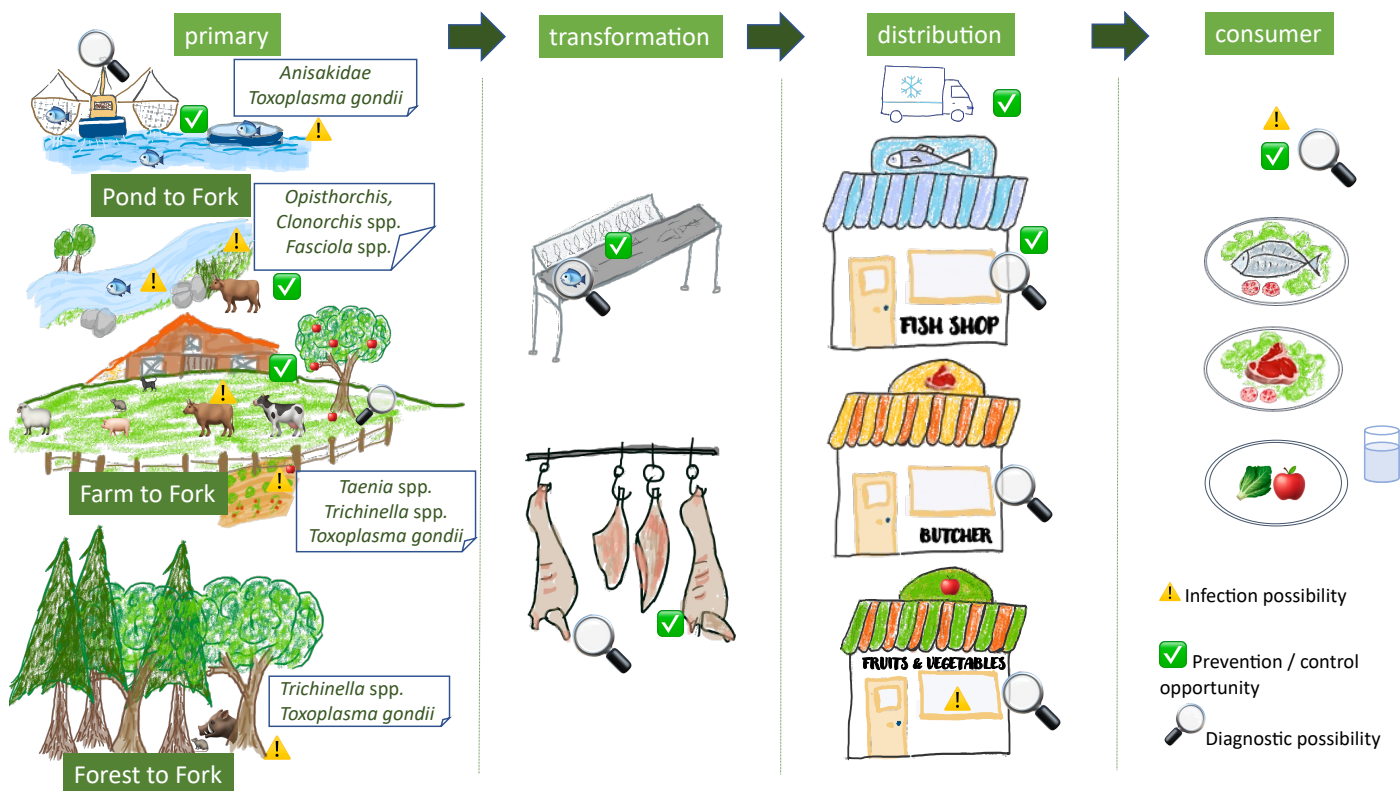 primary
transformation
distribution
consumer
Anisakidae
Toxoplasma gondii
Pond to Fork
Opisthorchis,
Clonorchis spp.
Fasciola spp.
FISH SHOP
Farm to Fork
Taenia spp.
Trichinella spp.
Toxoplasma gondii
BUTCHER
Trichinella spp.
Toxoplasma gondii
Forest to Fork
FRUITS & VEGETABLES
Infection possibility
Prevention / control
opportunity
Diagnostic possibility